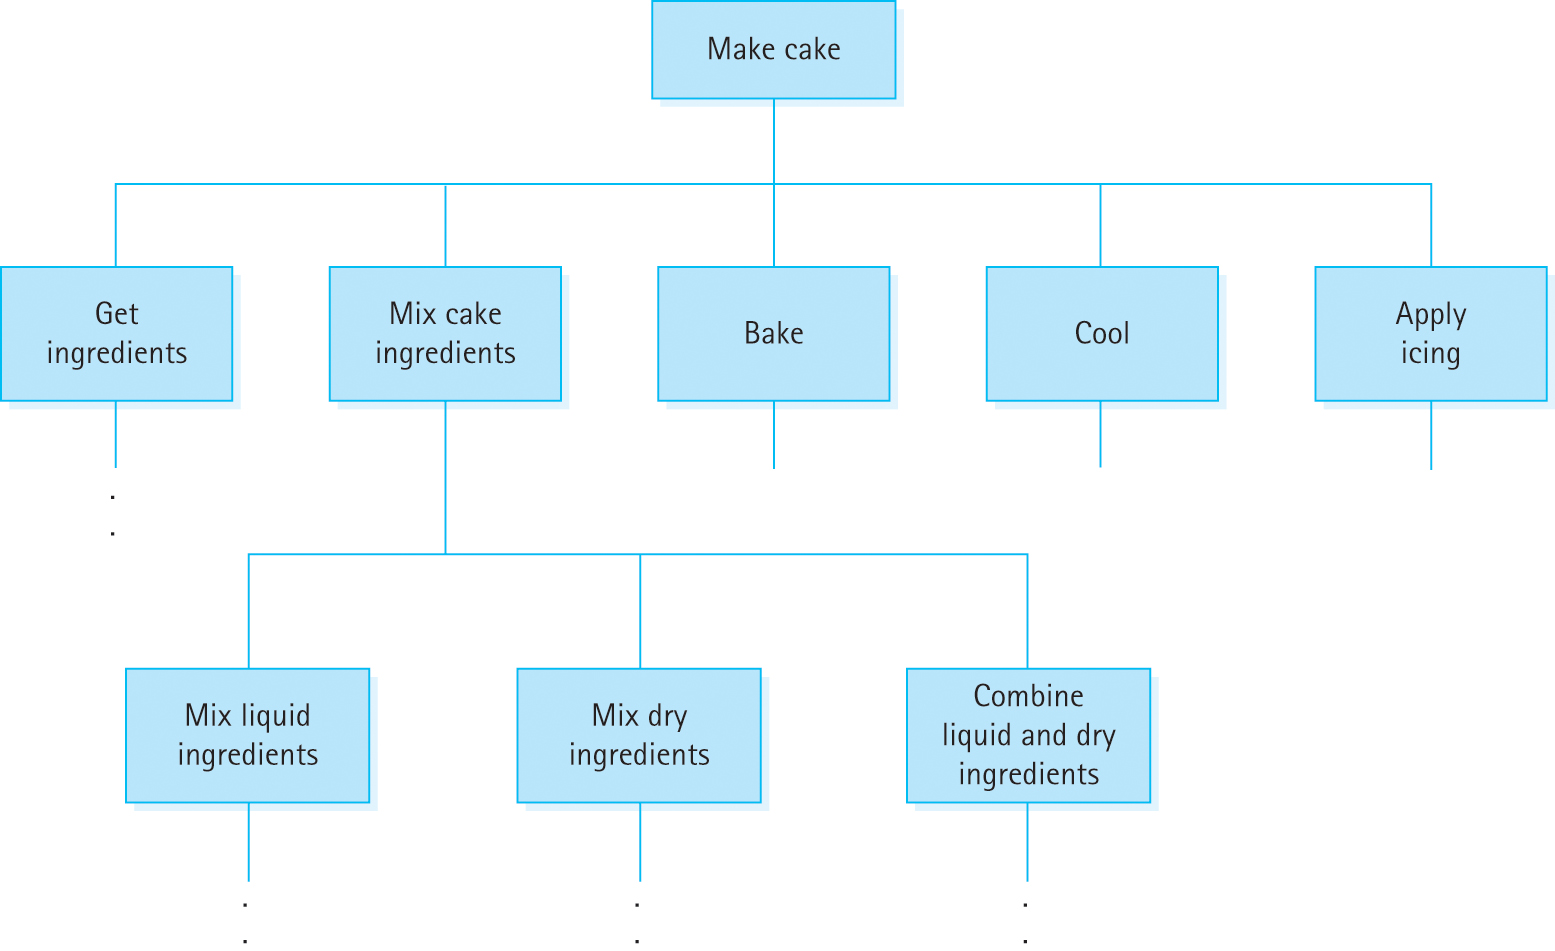 Make cake
Get
ingredients
Mix cake
ingredients
Bake
Cool
Apply
icing
Mix liquid
ingredients
Mix dry
ingredients
Combine
liquid and dry
ingredients